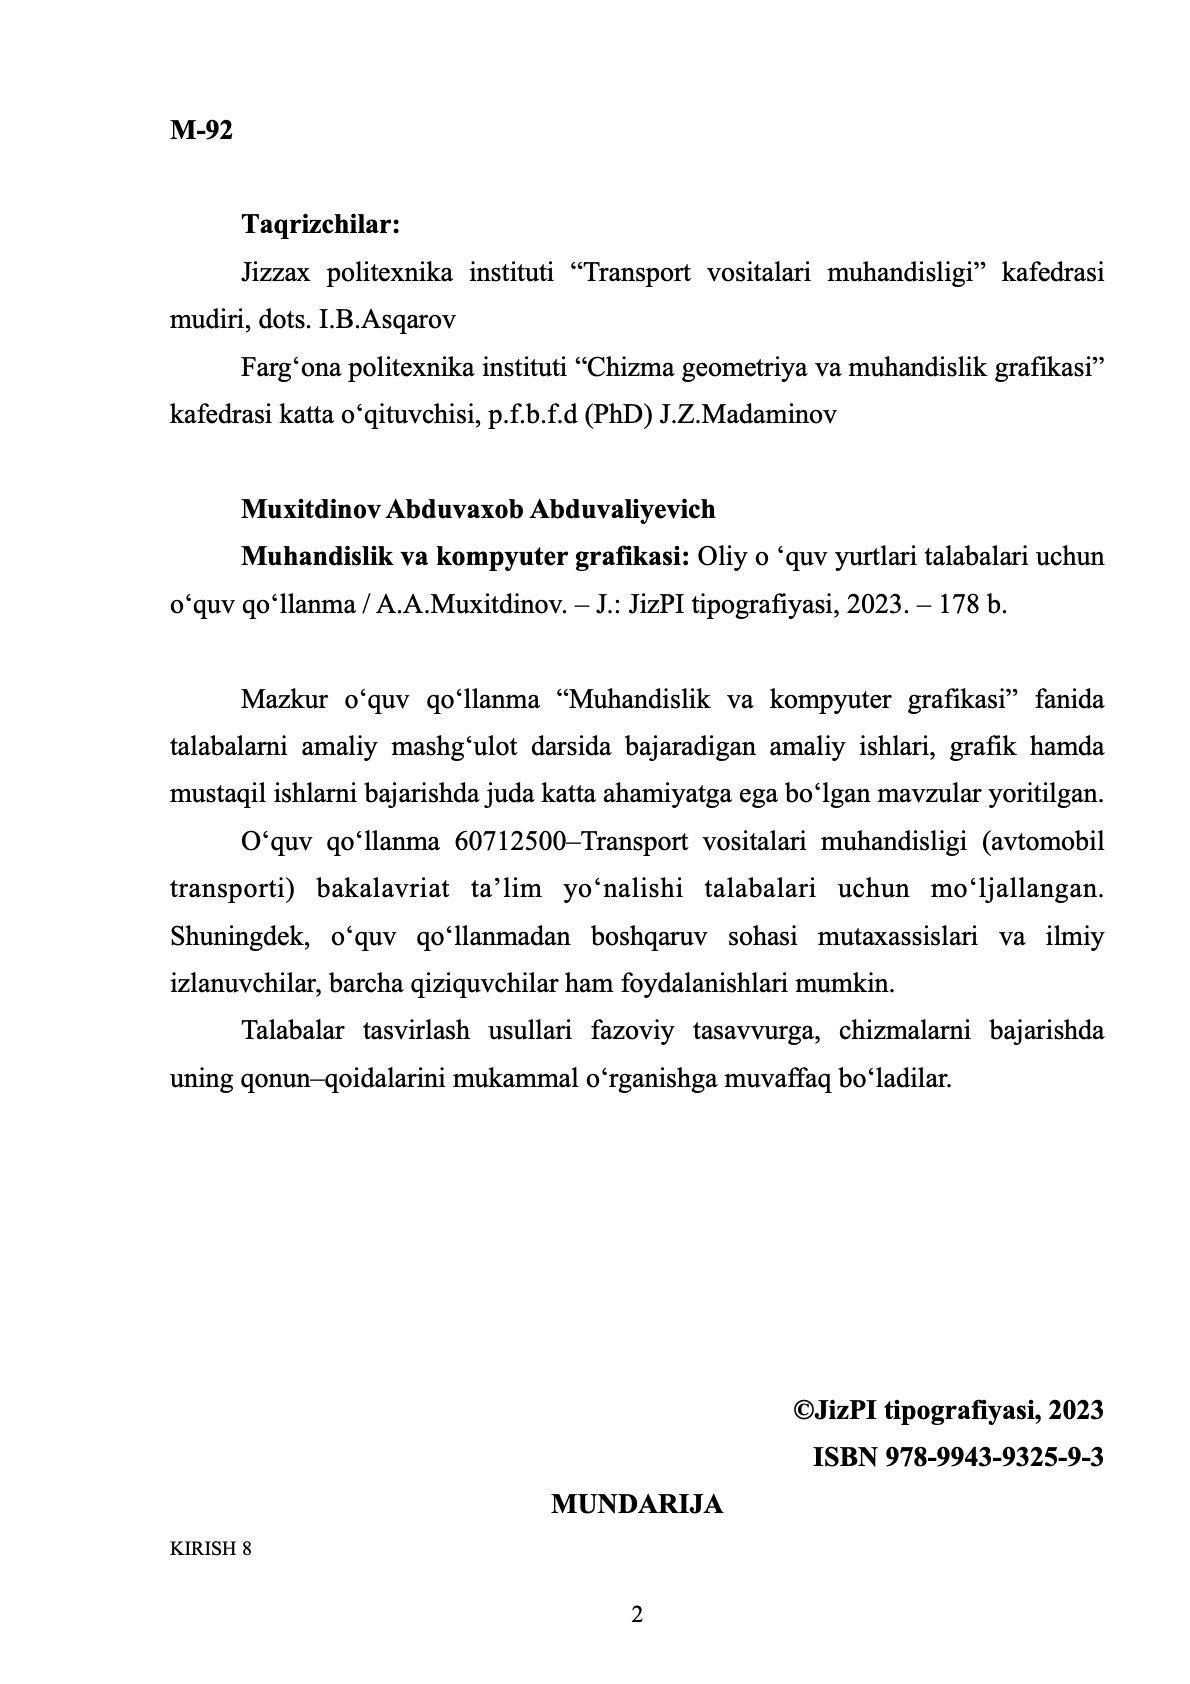 M-92
Taqrizchilar:
Jizzax politexnika instituti “Transport vositalari muhandisligi” kafedrasi
mudiri, dots. I.B.Asqarov
Farg‘ona politexnika instituti “Chizma geometriya va muhandislik grafikasi”
kafedrasi katta o‘qituvchisi, p.f.b.f.d (PhD) J.Z.Madaminov
Muxitdinov Abduvaxob Abduvaliyevich
Muhandislik va kompyuter grafikasi: Oliy o ‘quv yurtlari talabalari uchun
o‘quv qo‘llanma / A.A.Muxitdinov. – J.: JizPI tipografiyasi, 2023. – 178 b.
Mazkur o‘quv qo‘llanma “Muhandislik va kompyuter grafikasi” fanida
talabalarni amaliy mashg‘ulot darsida bajaradigan amaliy ishlari, grafik hamda
mustaqil ishlarni bajarishda juda katta ahamiyatga ega bo‘lgan mavzular yoritilgan.
O‘quv qo‘llanma 60712500–Transport vositalari muhandisligi (avtomobil
transporti) bakalavriat ta’lim yo‘nalishi talabalari uchun mo‘ljallangan.
Shuningdek, o‘quv qo‘llanmadan boshqaruv sohasi mutaxassislari va ilmiy
izlanuvchilar, barcha qiziquvchilar ham foydalanishlari mumkin.
Talabalar tasvirlash usullari fazoviy tasavvurga, chizmalarni bajarishda
uning qonun–qoidalarini mukammal o‘rganishga muvaffaq bo‘ladilar.
©JizPI tipografiyasi, 2023
ISBN 978-9943-9325-9-3
MUNDARIJA
KIRISH 8
2